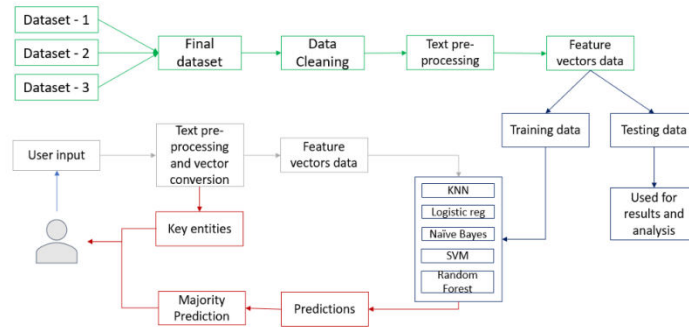 Dataset - 1
Dataset - 2
Dataset - 3
Final
dataset
Data
Cleaning
Text pre-
processing
Feature
vectors data
Training data
Testing data
Used for
results and
analysis
User input
Text pre-
processing
and vector
conversion
Feature
vectors data
KNN
Logistic reg
Naïve Bayes
SVM
Random
Forest
Key entities
Majority
Prediction
Predictions